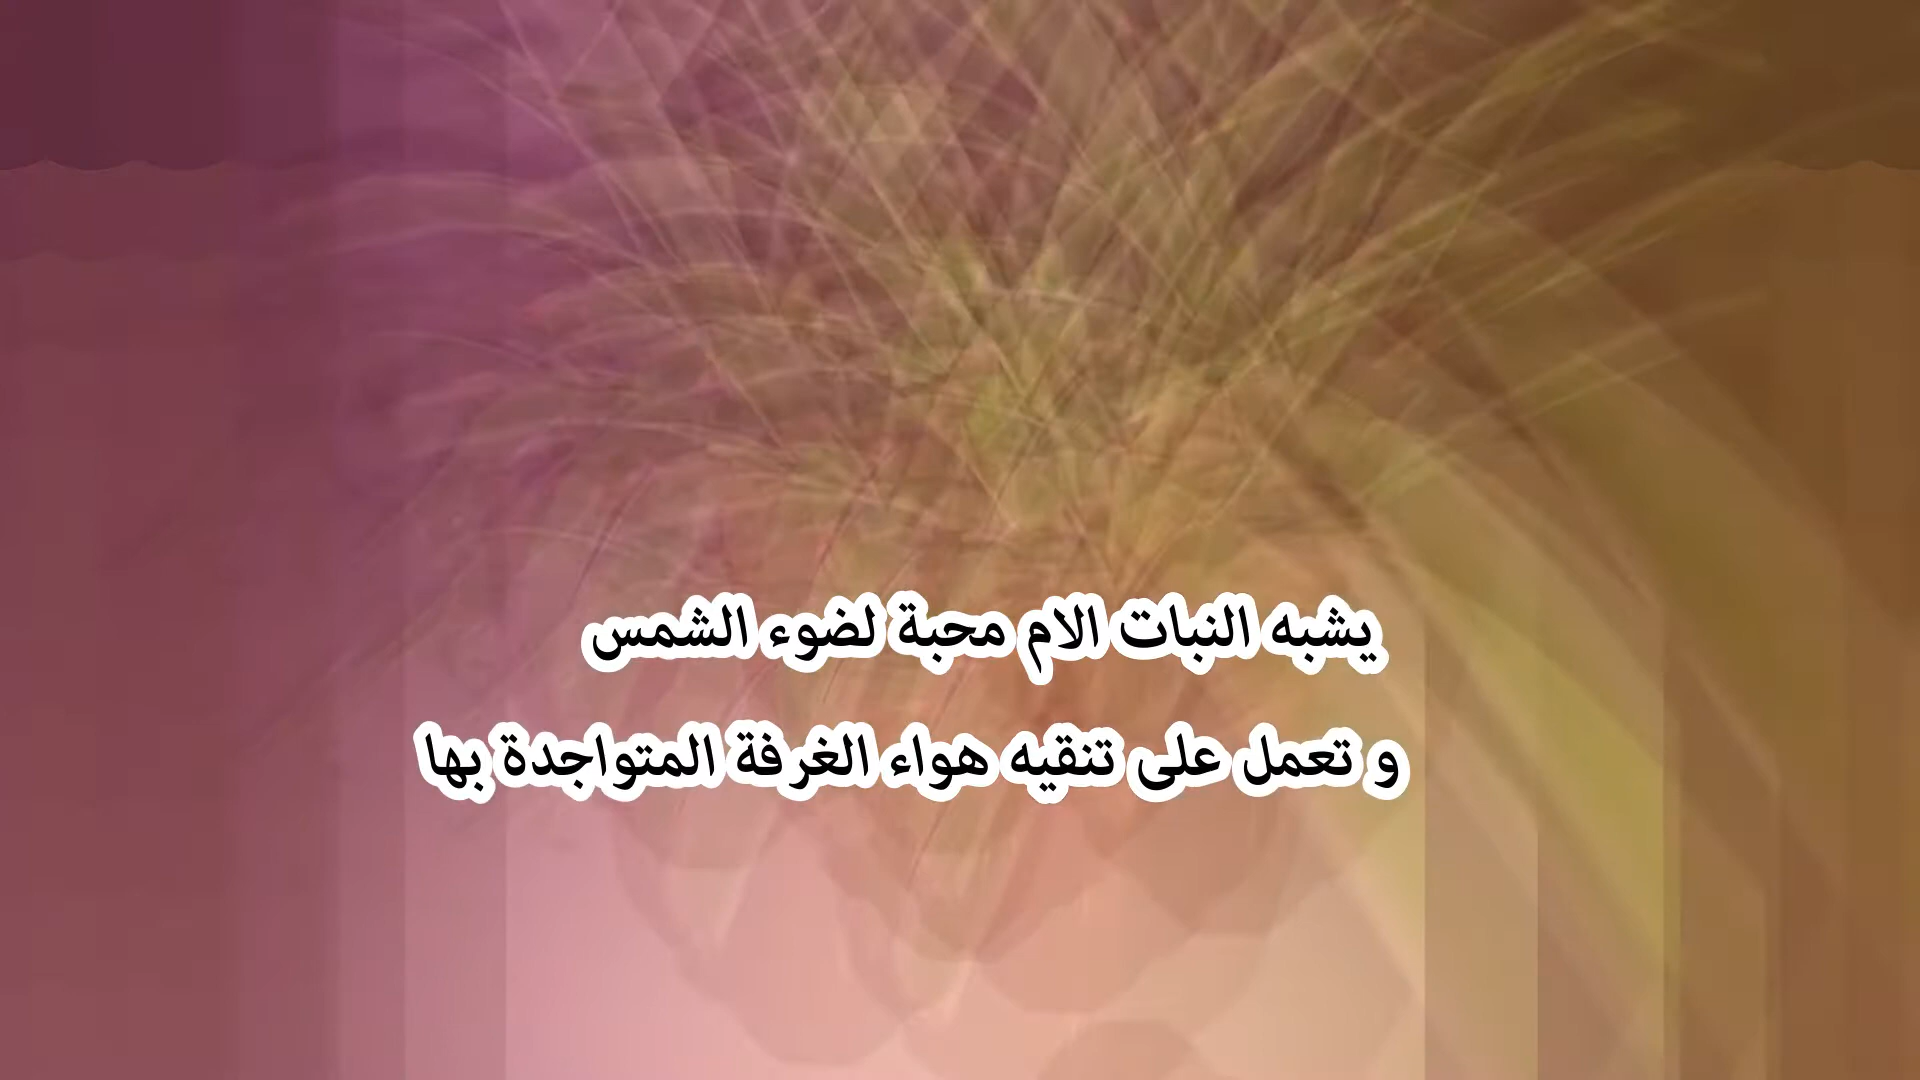 يشبه النبات الام محبة لضوء الشمس
و تعمل على تنقيه هواء الغرفة المتواجدة بها